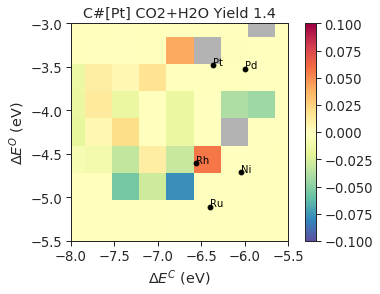 C#[Pt] CO2+H2O Yield 1.4
−3.0
−3.5
−4.0
−4.5
−5.0
−5.5
ΔE^O (eV)
Pt
Pd
Rh
Ni
Ru
−8.0 −7.5 −7.0 −6.5 −6.0 −5.5
ΔE^C (eV)
0.100
0.075
0.050
0.025
0.000
−0.025
−0.050
−0.075
−0.100